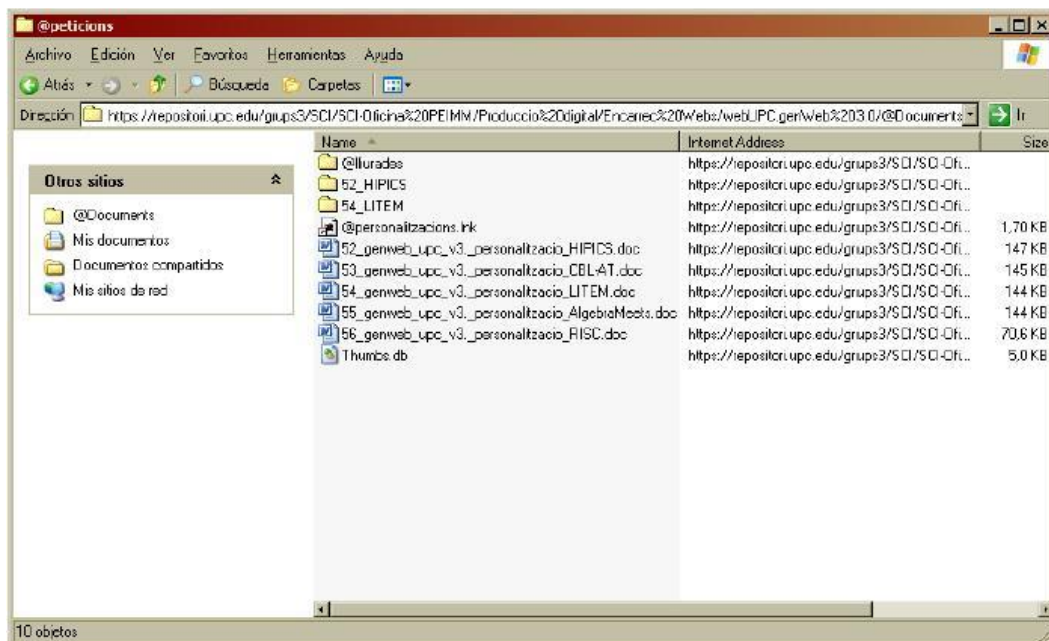 @peticions
Archivo Edición Ver Favoritos Herramientas Ayuda
Atrás Búsqueda Carpetes
Dirección https://repositori.upc.edu/grups3/SCI/SCI-Oficina%20PEIMM/Produccio%20digital/Encarrec%20Webs/webUPC.genWeb%203.0/@Documents Ir
Name Internet Address Size
Otros sitios
@Documents
Mis documentos
Documentos compartidos
Mis sitios de red
@lliurades https://repositori.upc.edu/grups3/SCI/SCI-Ofi...
52_HIPICS https://repositori.upc.edu/grups3/SCI/SCI-Ofi...
54_LITEM https://repositori.upc.edu/grups3/SCI/SCI-Ofi...
@personalitzacions.lnk https://repositori.upc.edu/grups3/SCI/SCI-Ofi... 1,70 KB
52_genweb_upc_v3._personalitzacio_HIPICS.doc https://repositori.upc.edu/grups3/SCI/SCI-Ofi... 147 KB
53_genweb_upc_v3._personalitzacio_CBL-AT.doc https://repositori.upc.edu/grups3/SCI/SCI-Ofi... 145 KB
54_genweb_upc_v3._personalitzacio_LITEM.doc https://repositori.upc.edu/grups3/SCI/SCI-Ofi... 144 KB
55_genweb_upc_v3._personalitzacio_AlgebraMeets.doc https://repositori.upc.edu/grups3/SCI/SCI-Ofi... 144 KB
56_genweb_upc_v3._personalitzacio_RISC.doc https://repositori.upc.edu/grups3/SCI/SCI-Ofi... 70,6 KB
Thumbs.db https://repositori.upc.edu/grups3/SCI/SCI-Ofi... 5,0 KB
10 objetos